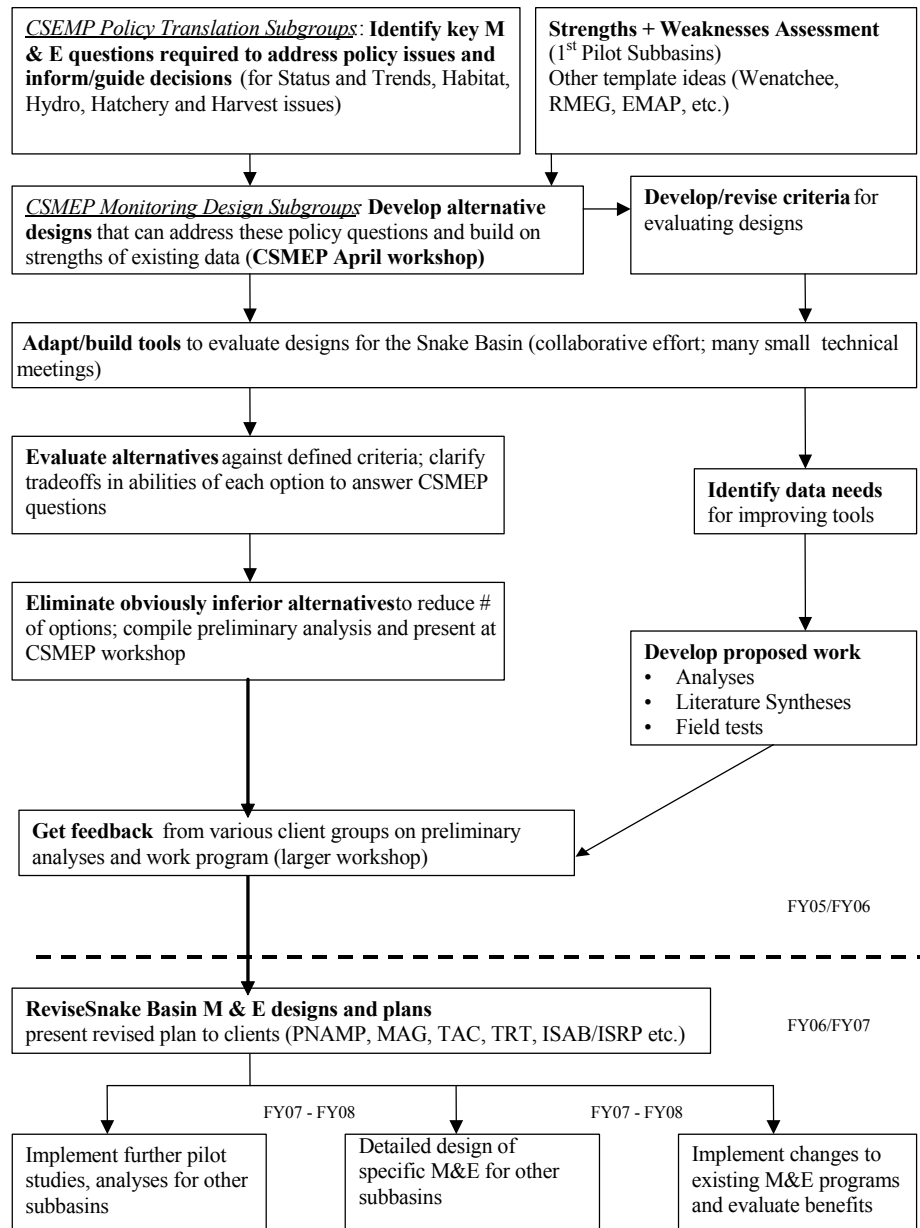 CSEMP Policy Translation Subgroups: Identify key M
& E questions required to address policy issues and
inform/guide decisions (for Status and Trends, Habitat,
Hydro, Hatchery and Harvest issues)
Strengths + Weaknesses Assessment
(1st Pilot Subbasins)
Other template ideas (Wenatchee,
RMEG, EMAP, etc.)
CSMEP Monitoring Design Subgroups: Develop alternative
designs that can address these policy questions and build on
strengths of existing data (CSMEP April workshop)
Develop/revise criteria for
evaluating designs
Adapt/build tools to evaluate designs for the Snake Basin (collaborative effort; many small technical
meetings)
Evaluate alternatives against defined criteria; clarify
tradeoffs in abilities of each option to answer CSMEP
questions
Identify data needs
for improving tools
Eliminate obviously inferior alternatives to reduce #
of options; compile preliminary analysis and present at
CSMEP workshop
Develop proposed work
• Analyses
• Literature Syntheses
• Field tests
Get feedback from various client groups on preliminary
analyses and work program (larger workshop)
FY05/FY06
ReviseSnake Basin M & E designs and plans
present revised plan to clients (PNAMP, MAG, TAC, TRT, ISAB/ISRP etc.)
FY06/FY07
FY07 - FY08
FY07 - FY08
Implement further pilot
studies, analyses for other
subbasins
Detailed design of
specific M&E for other
subbasins
Implement changes to
existing M&E programs
and evaluate benefits